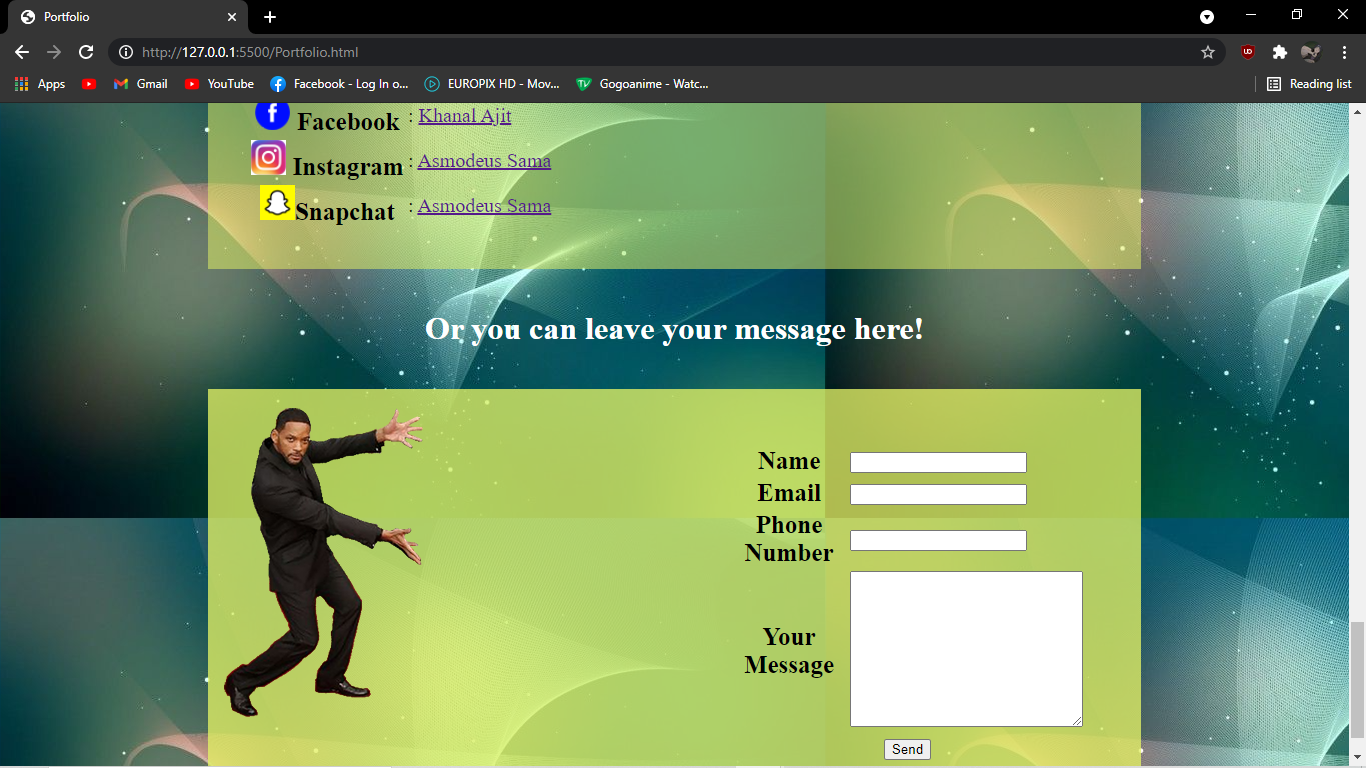 Portfolio
http://127.0.0.1:5500/Portfolio.html
Apps
Gmail
YouTube
Facebook - Log In o...
EUROPIX HD - Mov...
Gogoanime - Watc...
Reading list
Facebook : Khanal Ajit
Instagram : Asmodeus Sama
Snapchat : Asmodeus Sama
Or you can leave your message here!
Name
Email
Phone
Number
Your
Message
Send